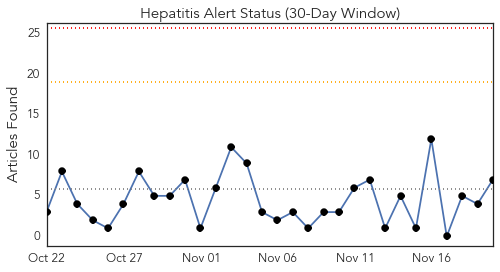 Hepatitis Alert Status (30-Day Window)
Articles Found
25
20
15
10
5
0
Oct 22
Oct 27
Nov 01
Nov 06
Nov 11
Nov 16